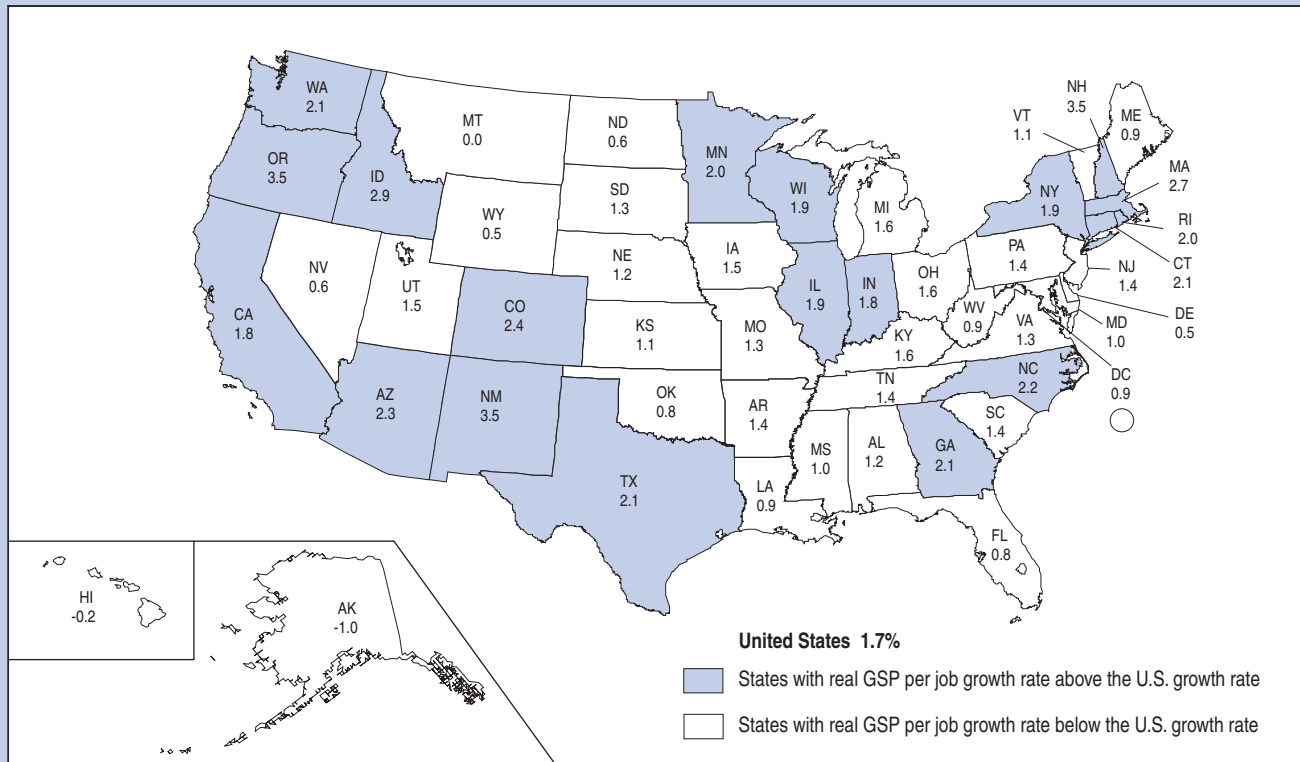 WA
2.1
OR
3.5
ID
2.9
MT
0.0
ND
0.6
SD
1.3
WY
0.5
NE
1.2
MN
2.0
WI
1.9
MI
1.6
IA
1.5
IL
1.9
IN
1.8
OH
1.6
PA
1.4
NY
1.9
VT
1.1
NH
3.5
ME
0.9
MA
2.7
RI
2.0
CT
2.1
NJ
1.4
DE
0.5
MD
1.0
DC
0.9
WV
0.9
VA
1.3
KY
1.6
NC
2.2
TN
1.4
SC
1.4
GA
2.1
FL
0.8
AL
1.2
MS
1.0
LA
0.9
AR
1.4
MO
1.3
KS
1.1
OK
0.8
TX
2.1
NM
3.5
CO
2.4
AZ
2.3
UT
1.5
NV
0.6
CA
1.8
HI
-0.2
AK
-1.0
United States 1.7%
States with real GSP per job growth rate above the U.S. growth rate
States with real GSP per job growth rate below the U.S. growth rate